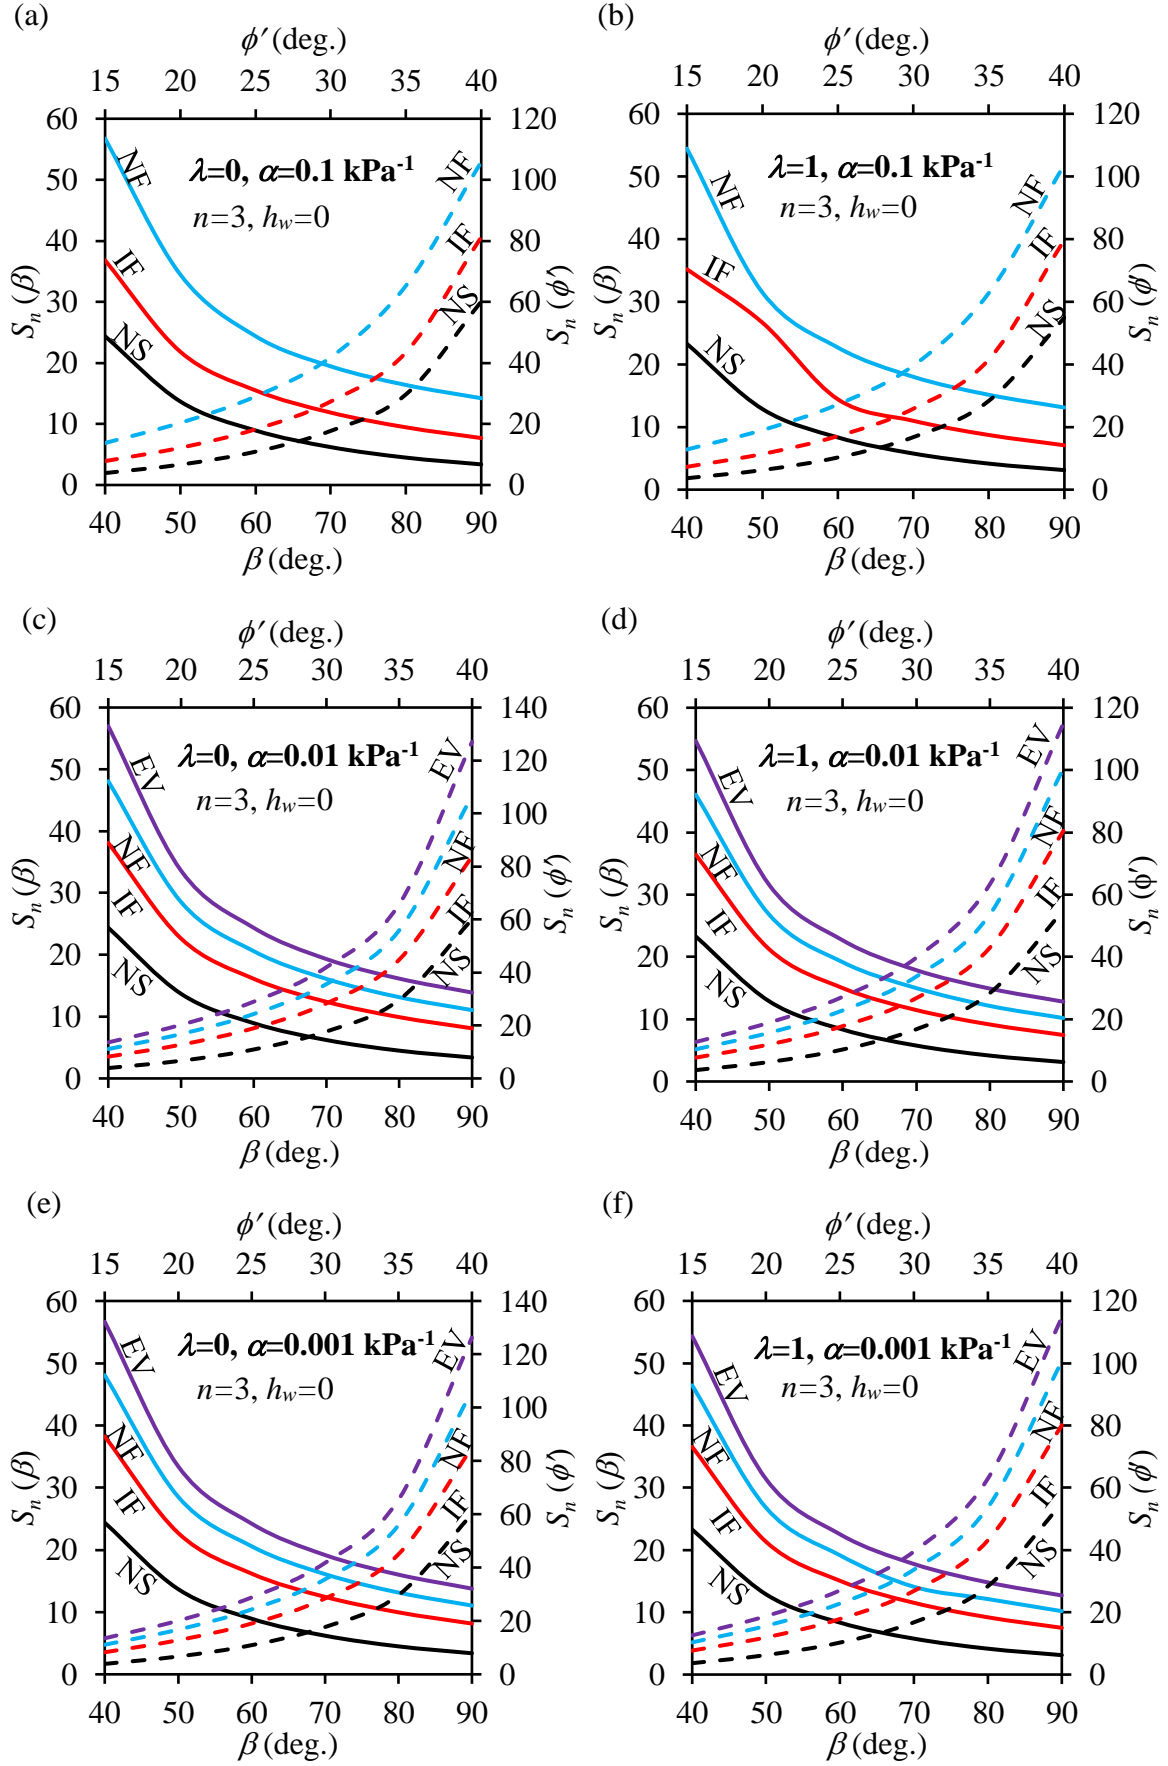 (a)
ϕ′ (deg.)
15 20 25 30 35 40
Sn (β)
60
50
40
30
20
10
0
λ=0, α=0.1 kPa-1
n=3, hw=0
NF
IF
NS
NF
IF
NS
120
100
80
60
40
20
0
Sn (ϕ′)
40 50 60 70 80 90
β (deg.)
(b)
ϕ′ (deg.)
15 20 25 30 35 40
Sn (β)
60
50
40
30
20
10
0
λ=1, α=0.1 kPa-1
n=3, hw=0
NF
IF
NS
NF
IF
NS
120
100
80
60
40
20
0
Sn (ϕ′)
40 50 60 70 80 90
β (deg.)
(c)
ϕ′ (deg.)
15 20 25 30 35 40
Sn (β)
60
50
40
30
20
10
0
λ=0, α=0.01 kPa-1
n=3, hw=0
EV
NF
IF
NS
EV
NF
IF
NS
140
120
100
80
60
40
20
0
Sn (ϕ′)
40 50 60 70 80 90
β (deg.)
(d)
ϕ′ (deg.)
15 20 25 30 35 40
Sn (β)
60
50
40
30
20
10
0
λ=1, α=0.01 kPa-1
n=3, hw=0
EV
NF
IF
NS
EV
NF
IF
NS
120
100
80
60
40
20
0
Sn (ϕ′)
40 50 60 70 80 90
β (deg.)
(e)
ϕ′ (deg.)
15 20 25 30 35 40
Sn (β)
60
50
40
30
20
10
0
λ=0, α=0.001 kPa-1
n=3, hw=0
EV
NF
IF
NS
EV
NF
IF
NS
140
120
100
80
60
40
20
0
Sn (ϕ′)
40 50 60 70 80 90
β (deg.)
(f)
ϕ′ (deg.)
15 20 25 30 35 40
Sn (β)
60
50
40
30
20
10
0
λ=1, α=0.001 kPa-1
n=3, hw=0
EV
NF
IF
NS
EV
NF
IF
NS
120
100
80
60
40
20
0
Sn (ϕ′)
40 50 60 70 80 90
β (deg.)